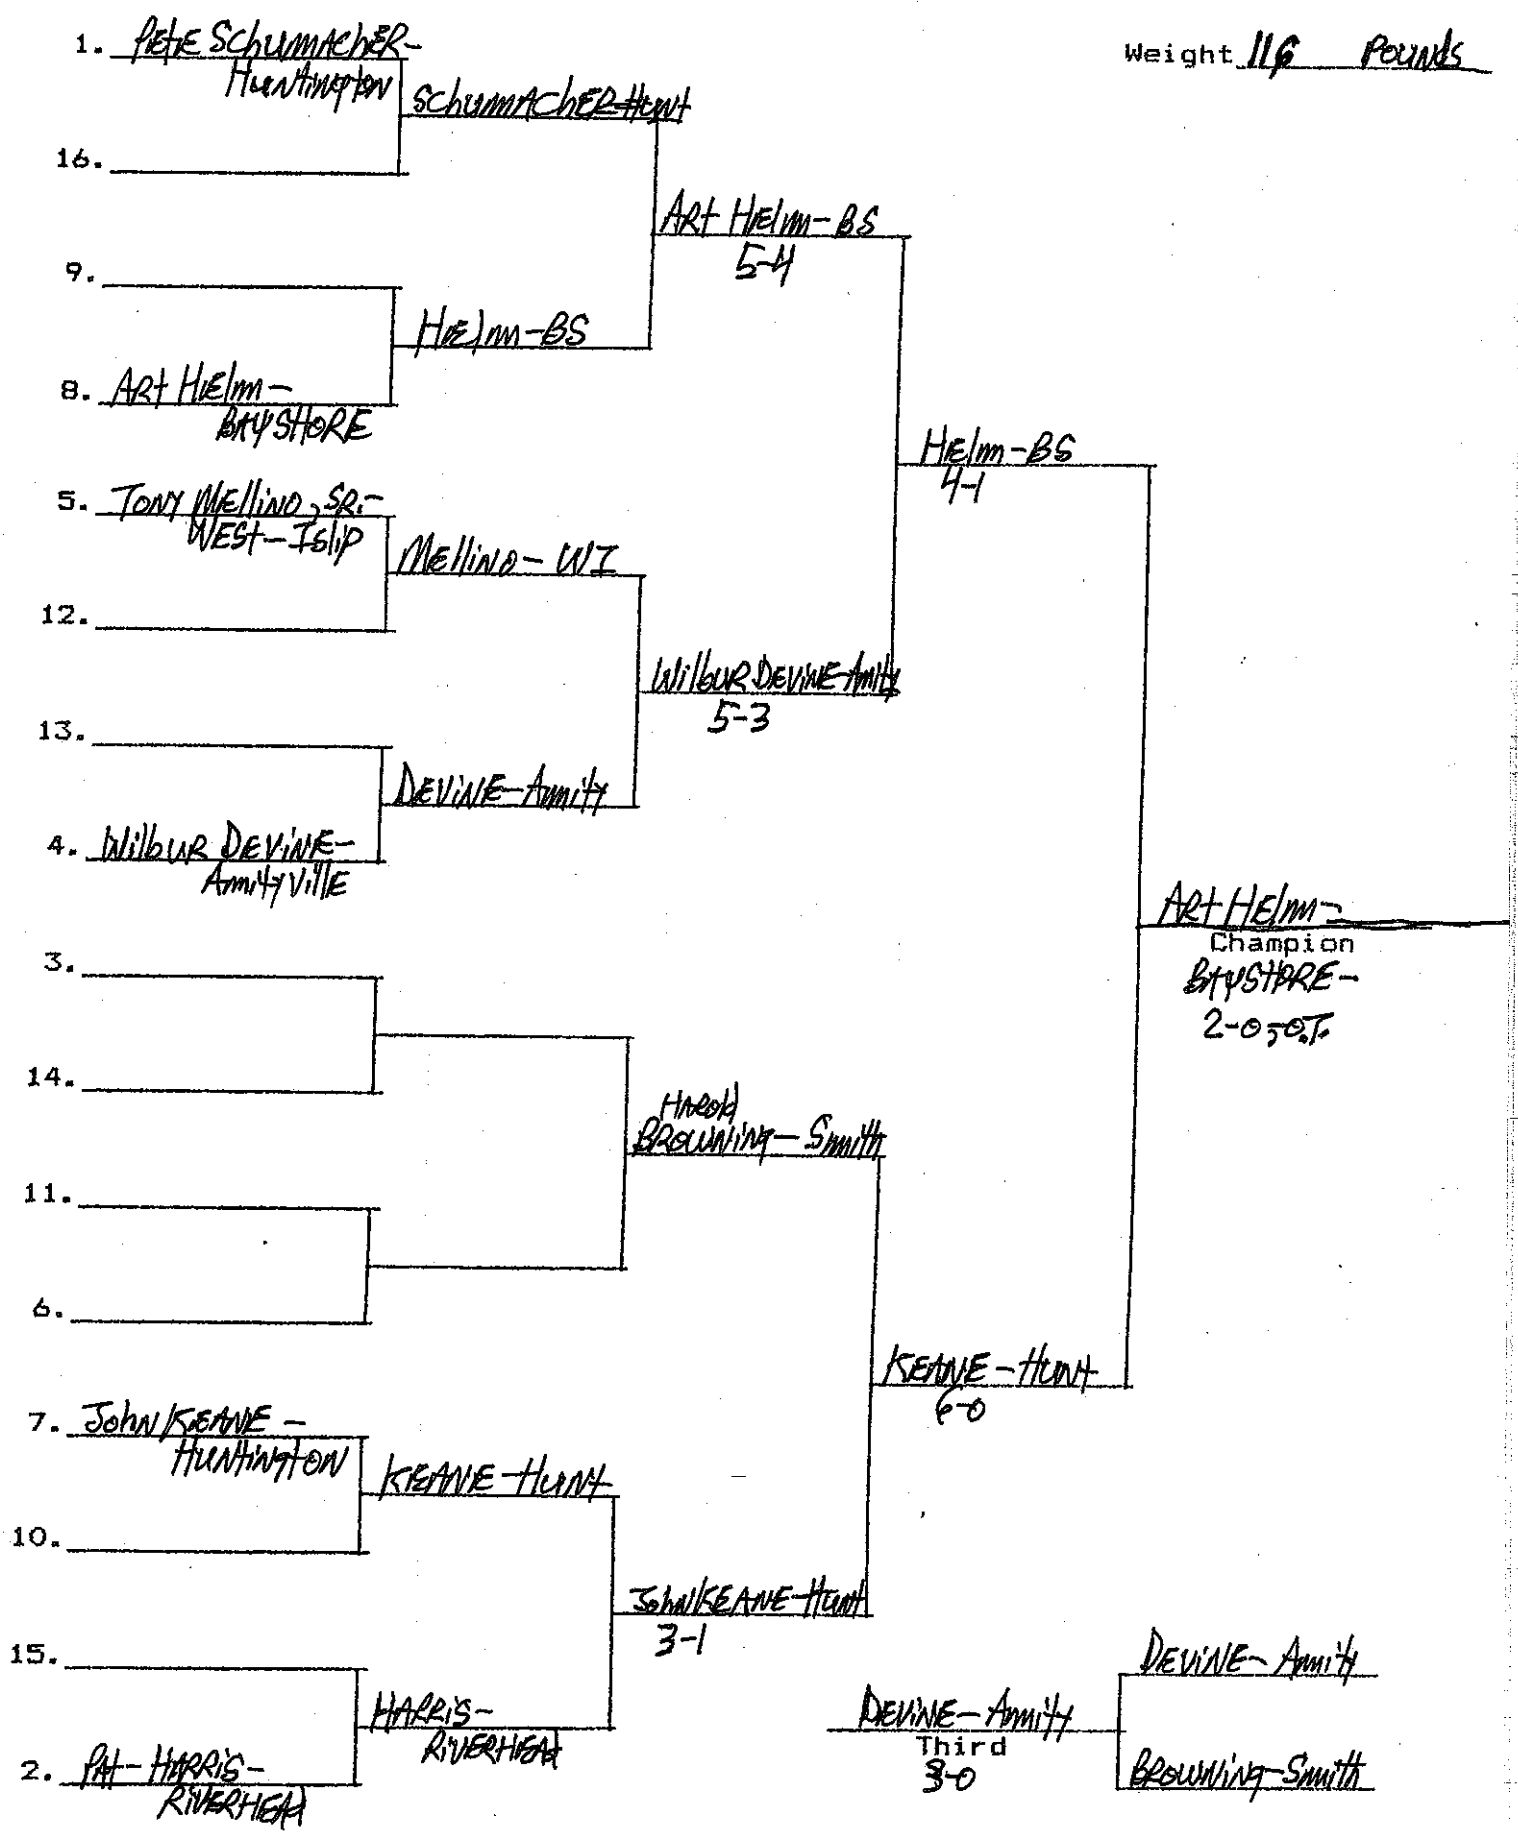 Weight 116 POUNDS
1. PETE SCHUMACHER-
HUNTINGTON
SCHUMACHER-HUNT
16.
ART HELM-BS
5-4
9.
HELM-BS
8. ART HELM-
BAYSHORE
HELM-BS
4-1
5. TONY MELLINO, SR.-
WEST-ISLIP
MELLINO-WI
12.
WILBUR DEVINE-AMITY
5-3
13.
DEVINE-AMITY
4. WILBUR DEVINE-
AMITYVILLE
ART HELM-
Champion
BAYSHORE-
2-0, O.T.
3.
14.
HAROLD
BROWNING-SMITH
11.
6.
KEANE-HUNT
6-0
7. JOHN KEANE-
HUNTINGTON
KEANE-HUNT
10.
JOHN KEANE-HUNT
3-1
15.
HARRIS-
RIVERHEAD
2. PAT-HARRIS-
RIVERHEAD
DEVINE-AMITY
DEVINE-AMITY
Third
3-0
BROWNING-SMITH